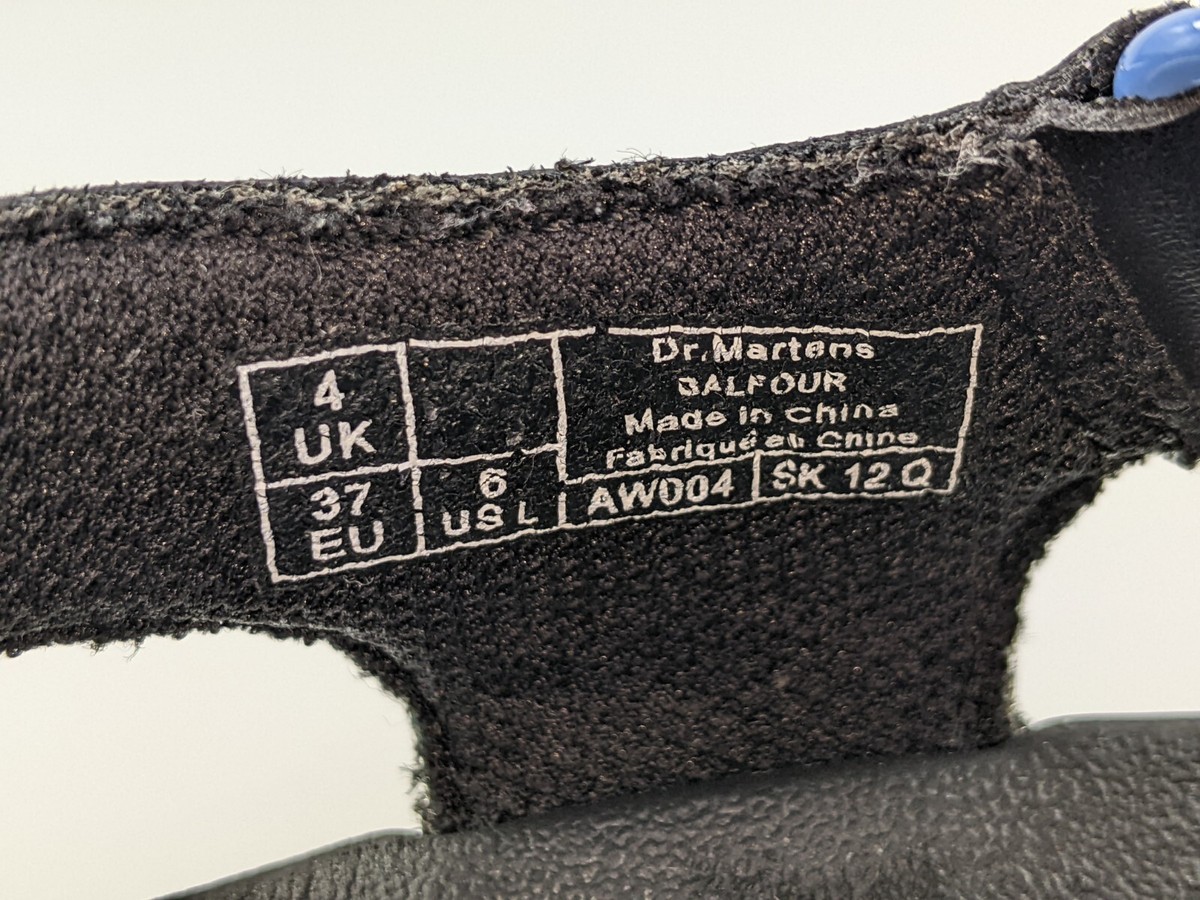 4
UK
37
EU
6
US L
Dr.Martens
BALFOUR
Made in China
Fabriqué en Chine
AW004
SK 12 Q